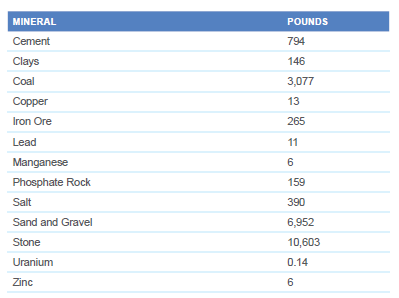 MINERAL POUNDS
Cement 794
Clays 146
Coal 3,077
Copper 13
Iron Ore 265
Lead 11
Manganese 6
Phosphate Rock 159
Salt 390
Sand and Gravel 6,952
Stone 10,603
Uranium 0.14
Zinc 6